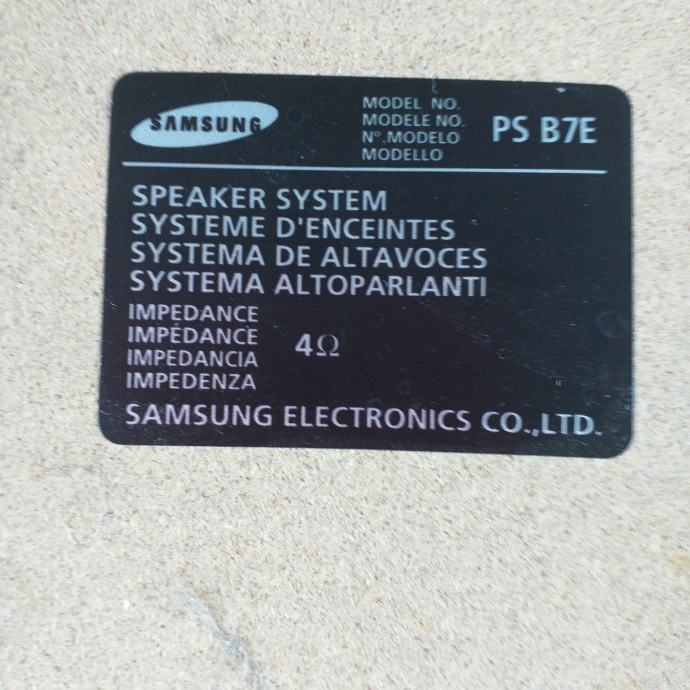 SAMSUNG
MODEL NO.
MODELE NO.
Nº.MODELO
MODELLO
PS B7E
SPEAKER SYSTEM
SYSTEME D'ENCEINTES
SYSTEMA DE ALTAVOCES
SYSTEMA ALTOPARLANTI
IMPEDANCE
IMPÉDANCE
IMPEDANCIA
IMPEDENZA
4Ω
SAMSUNG ELECTRONICS CO.,LTD.